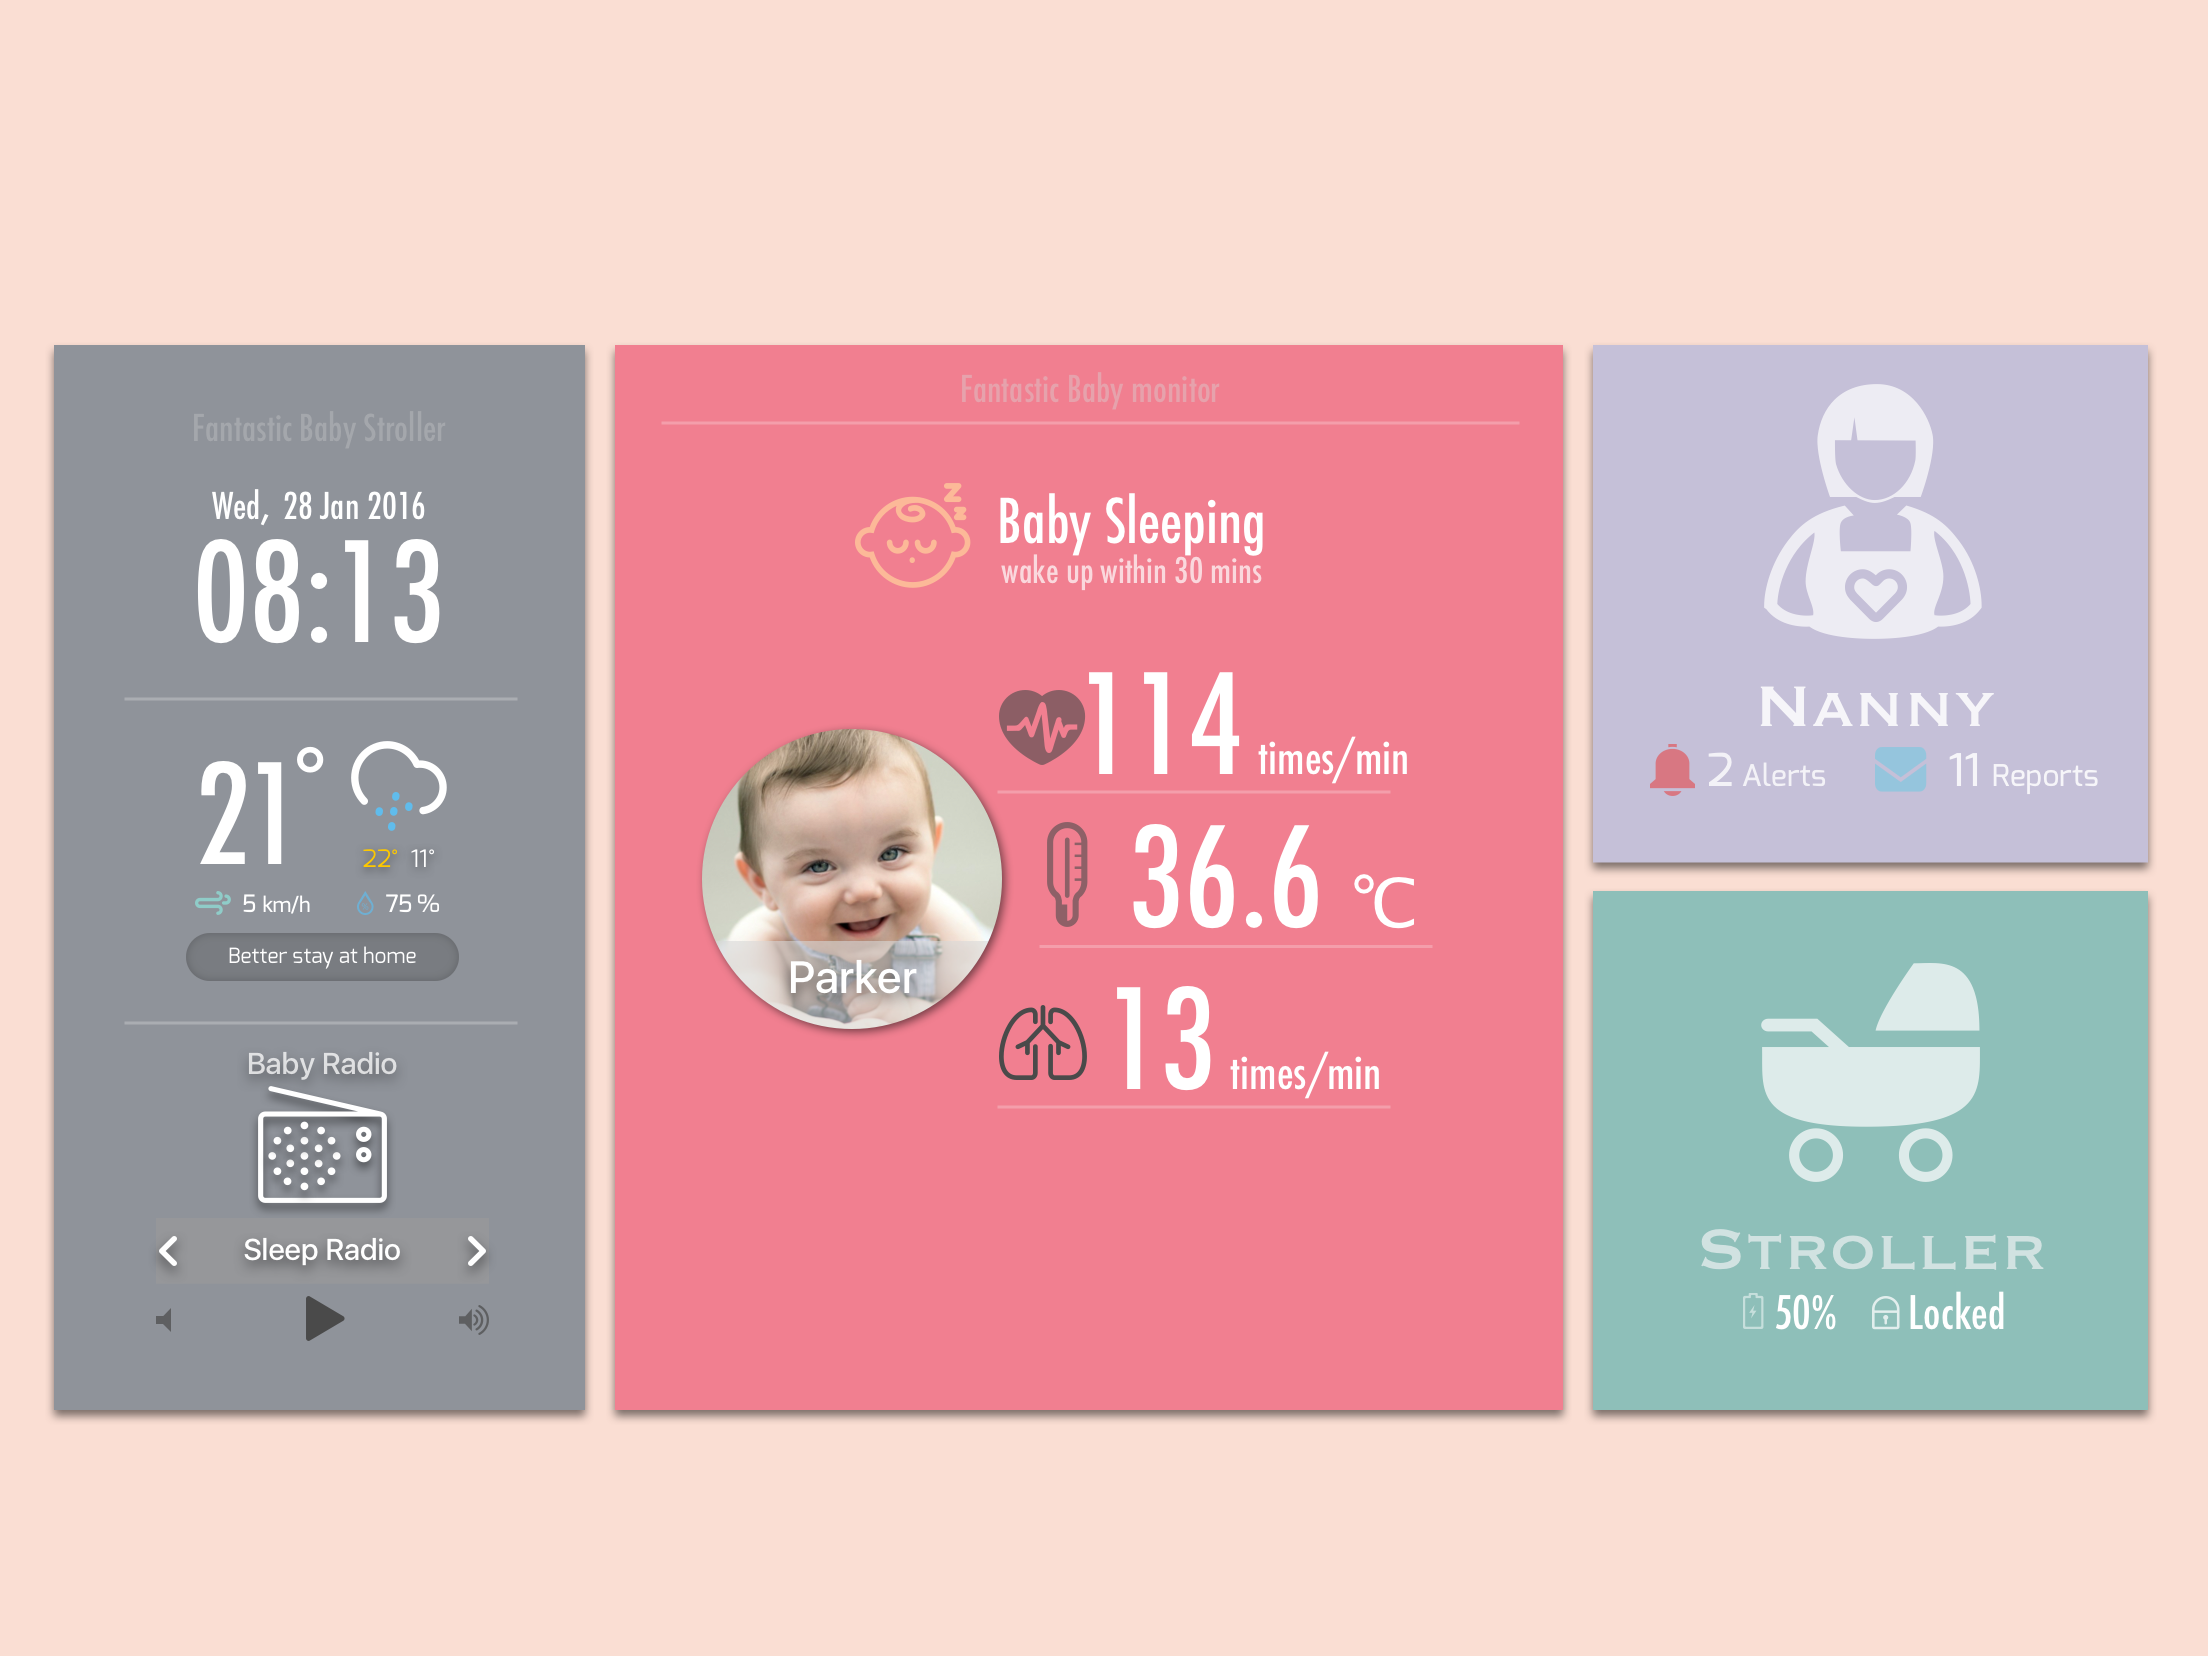 Fantastic Baby Stroller
Wed, 28 Jan 2016
08:13
21°
22° 11°
5 km/h 75 %
Better stay at home
Baby Radio
Sleep Radio
Fantastic Baby monitor
Baby Sleeping
wake up within 30 mins
z
z
114 times/min
36.6 °C
13 times/min
Parker
NANNY
2 Alerts 11 Reports
STROLLER
50% Locked